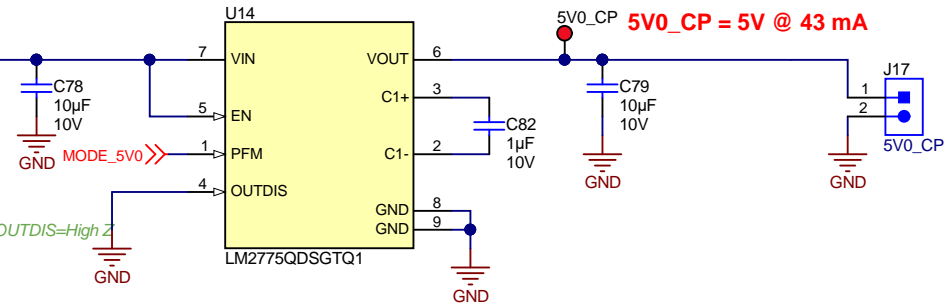 U14
5V0_CP
5V0_CP = 5V @ 43 mA
7
VIN
VOUT
6
J17
C78
10µF
10V
GND
5
EN
C1+
3
C79
10µF
10V
GND
1
2
5V0_CP
GND
C82
1µF
10V
MODE_5V0
1
PFM
C1-
2
4
OUTDIS
OUTDIS=High Z
GND
GND
8
GND
9
GND
LM2775QDSGTQ1